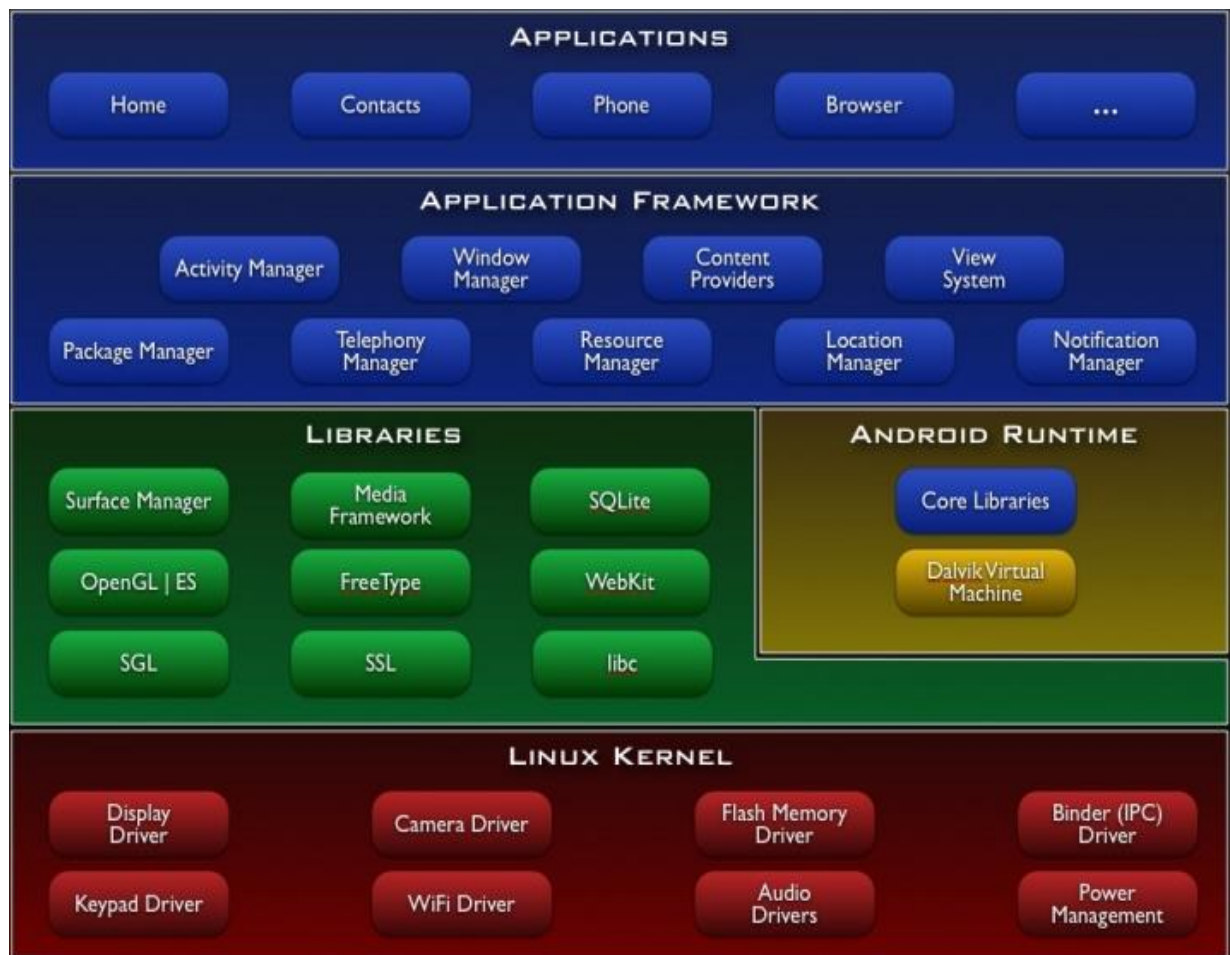 APPLICATIONS
Home
Contacts
Phone
Browser
...
APPLICATION FRAMEWORK
Activity Manager
Window
Manager
Content
Providers
View
System
Package Manager
Telephony
Manager
Resource
Manager
Location
Manager
Notification
Manager
LIBRARIES
Surface Manager
Media
Framework
SQLite
OpenGL | ES
FreeType
WebKit
SGL
SSL
libc
ANDROID RUNTIME
Core Libraries
Dalvik Virtual
Machine
LINUX KERNEL
Display
Driver
Camera Driver
Flash Memory
Driver
Binder (IPC)
Driver
Keypad Driver
WiFi Driver
Audio
Drivers
Power
Management